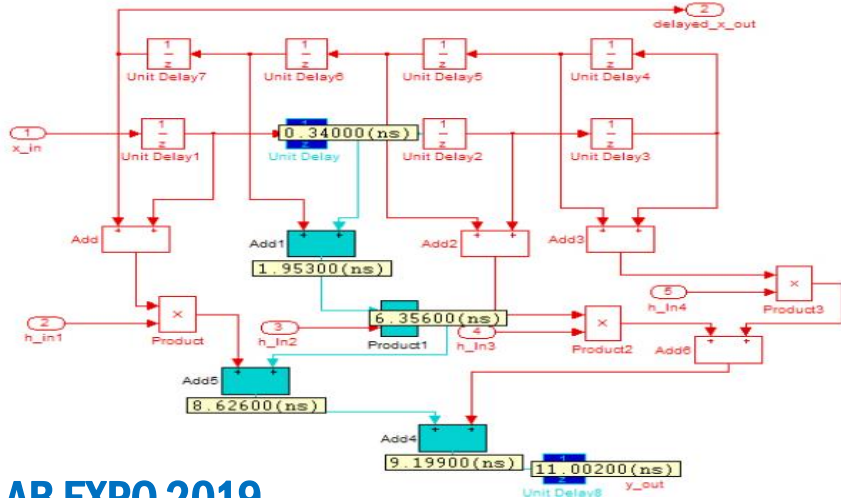 2
delayed_x_out
1
z
1
z
1
z
1
z
Unit Delay7
Unit Delay6
Unit Delay5
Unit Delay4
1
x_in
1
z
1
0.34000(ns)
1
z
1
z
Unit Delay1
Unit Delay
Unit Delay2
Unit Delay3
+ +
Add
+ +
Add1
+ +
Add2
+ +
Add3
1.95300(ns)
5
h_In4
×
Product3
2
h_in1
×
Product
3
h_In2
6.35600(ns)
Product1
4
h_In3
×
Product2
+ +
Add6
+ +
Add5
8.62600(ns)
+ +
Add4
9.19900(ns)
1
11.00200(ns)
y_out
Unit Delay8
AB EXPO 2019